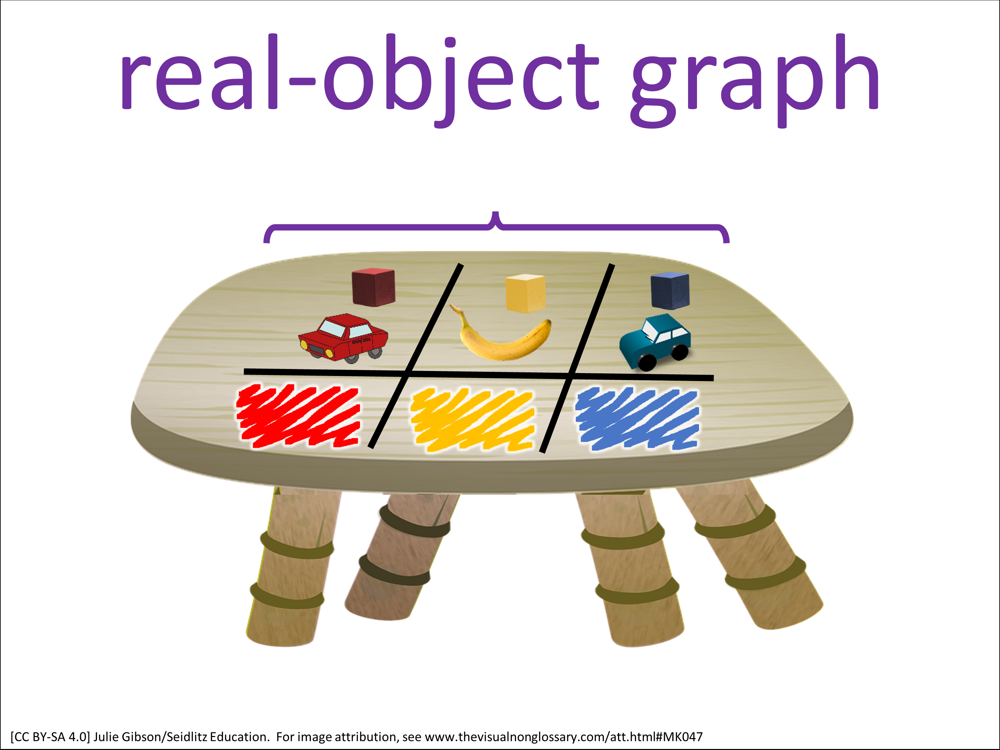 real-object graph
[CC BY-SA 4.0] Julie Gibson/Seidlitz Education.  For image attribution, see www.thevisualnonglossary.com/att.html#MK047